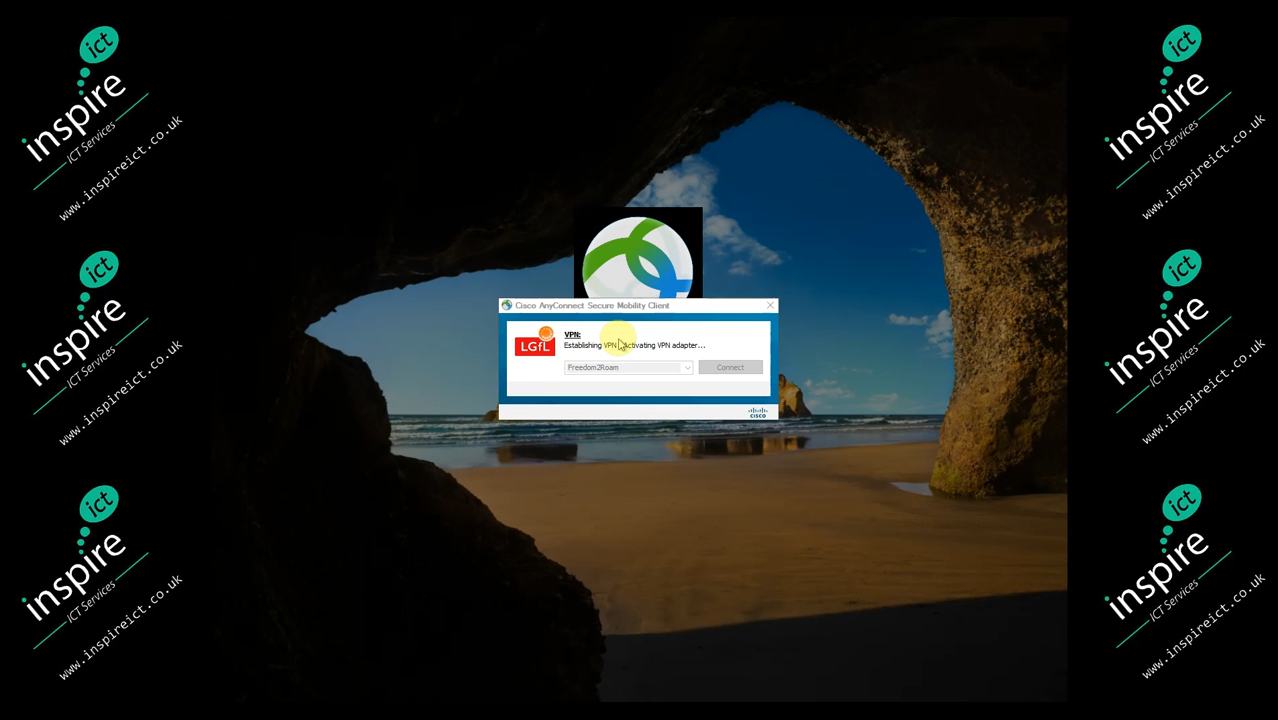 ict
inspire
ICT Services
www.inspireict.co.uk
ict
inspire
ICT Services
www.inspireict.co.uk
ict
inspire
ICT Services
www.inspireict.co.uk
Cisco AnyConnect Secure Mobility Client
LGfL
VPN:
Establishing VPN - Activating VPN adapter...
Freedom2Roam
Connect
CISCO
ict
inspire
ICT Services
www.inspireict.co.uk
ict
inspire
ICT Services
www.inspireict.co.uk
ict
inspire
ICT Services
www.inspireict.co.uk